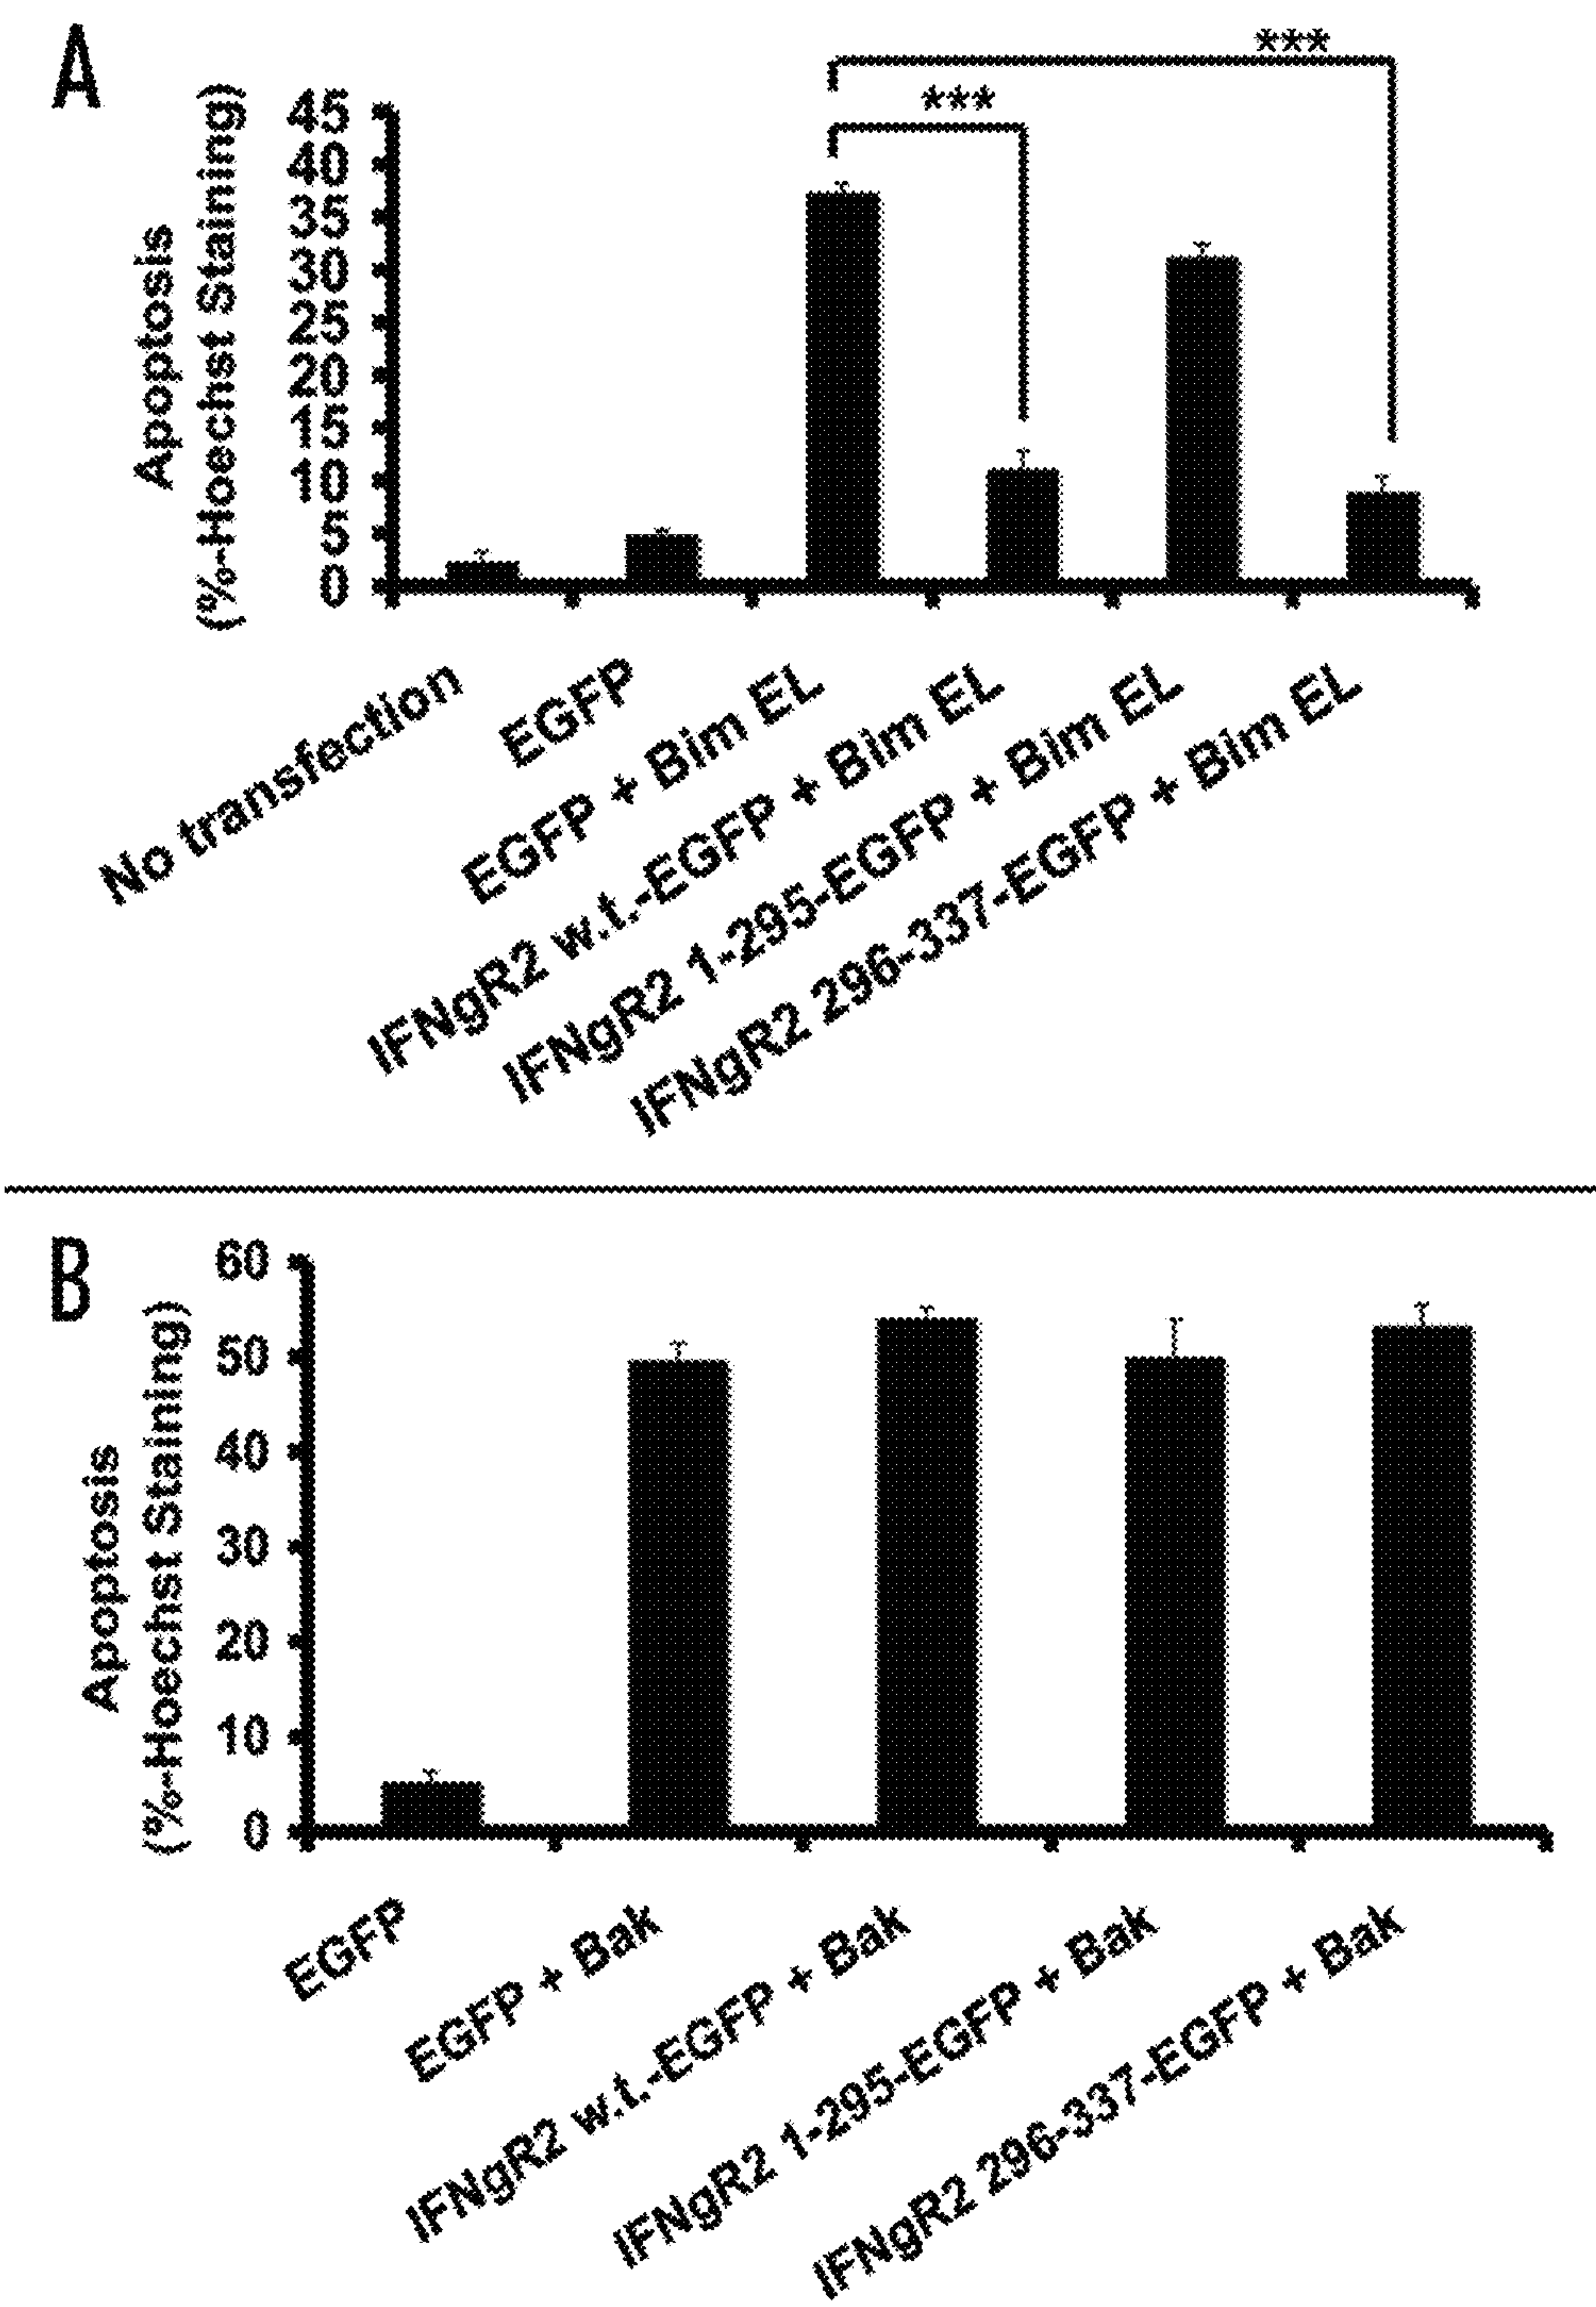 A
***
***
Apoptosis
(%-Hoechst Staining)
45
40
35
30
25
20
15
10
5
0
No transfection
EGFP
EGFP + Bim EL
IFNgR2 w.t.-EGFP + Bim EL
IFNgR2 1-295-EGFP + Bim EL
IFNgR2 296-337-EGFP + Bim EL
B
Apoptosis
(%-Hoechst Staining)
60
50
40
30
20
10
0
EGFP
EGFP + Bak
IFNgR2 w.t.-EGFP + Bak
IFNgR2 1-295-EGFP + Bak
IFNgR2 296-337-EGFP + Bak